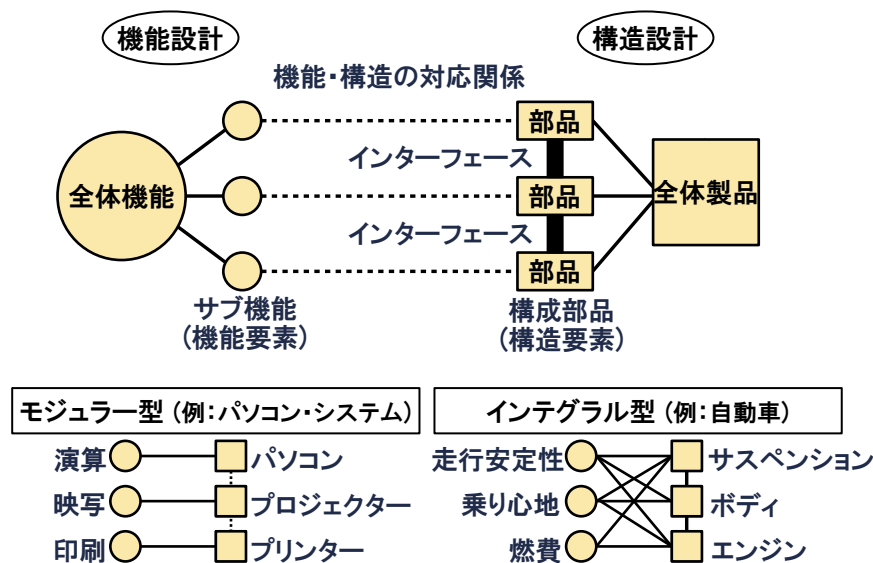 機能設計
構造設計
機能・構造の対応関係
部品
インターフェース
全体機能
部品
全体製品
インターフェース
部品
サブ機能
(機能要素)
構成部品
(構造要素)
モジュラー型 (例:パソコン・システム)
インテグラル型 (例:自動車)
演算
パソコン
映写
プロジェクター
印刷
プリンター
走行安定性
サスペンション
乗り心地
ボディ
燃費
エンジン